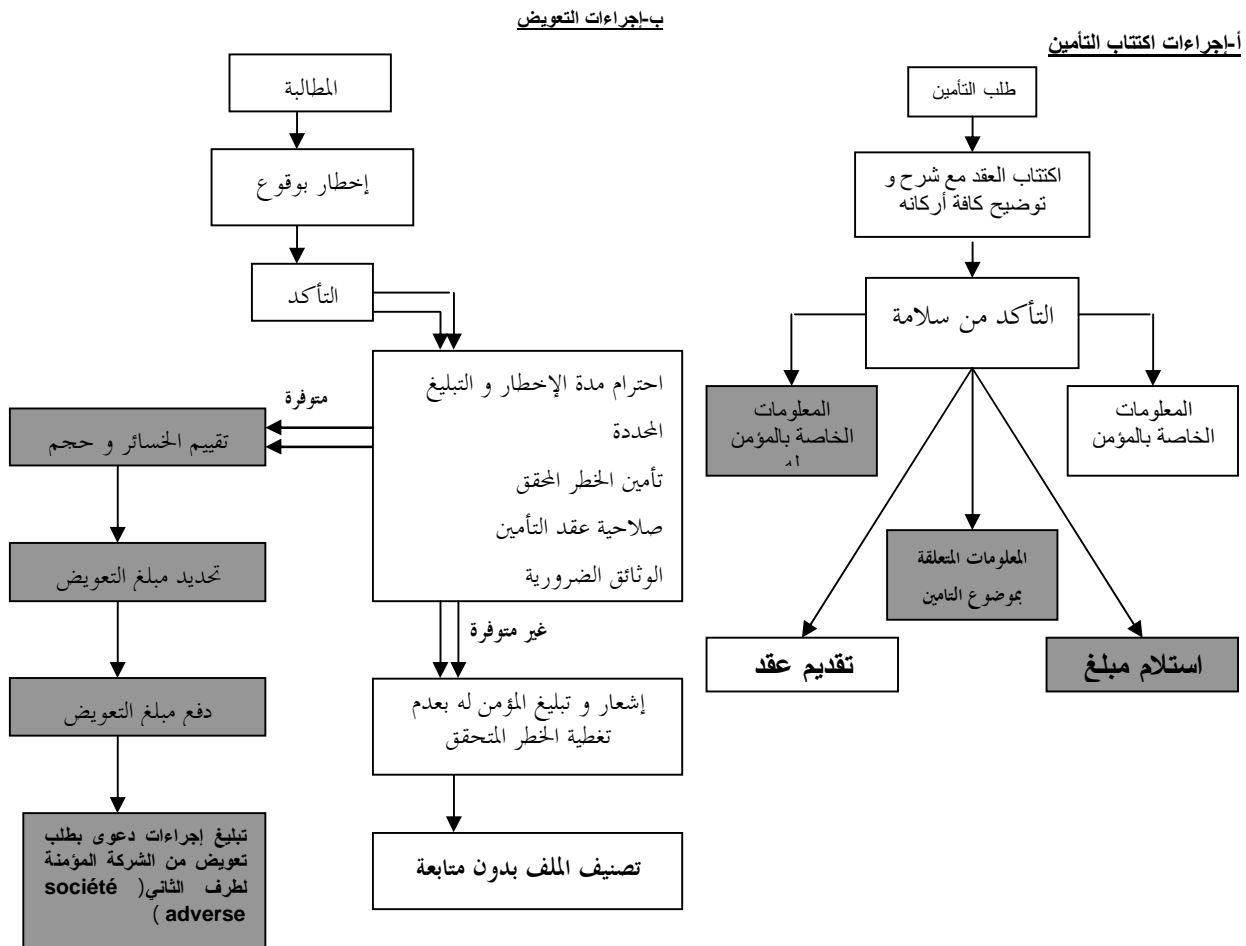 أ-إجراءات اكتتاب التأمين
طلب التأمين
اكتتاب العقد مع شرح و
توضيح كافة أركانه
التأكد من سلامة
المعلومات
الخاصة بالمؤمن
المعلومات
الخاصة بالمؤمن
له
المعلومات المتعلقة
بموضوع التامين
استلام مبلغ
تقديم عقد
ب-إجراءات التعويض
المطالبة
إخطار بوقوع
التأكد
احترام مدة الإخطار و التبليغ
المحددة
تأمين الخطر المحقق
صلاحية عقد التأمين
الوثائق الضرورية
متوفرة
تقييم الخسائر و حجم
تحديد مبلغ التعويض
دفع مبلغ التعويض
تبليغ إجراءات دعوى بطلب
تعويض من الشركة المؤمنة
لطرف الثاني( société
adverse )
غير متوفرة
إشعار و تبليغ المؤمن له بعدم
تغطية الخطر المتحقق
تصنيف الملف بدون متابعة